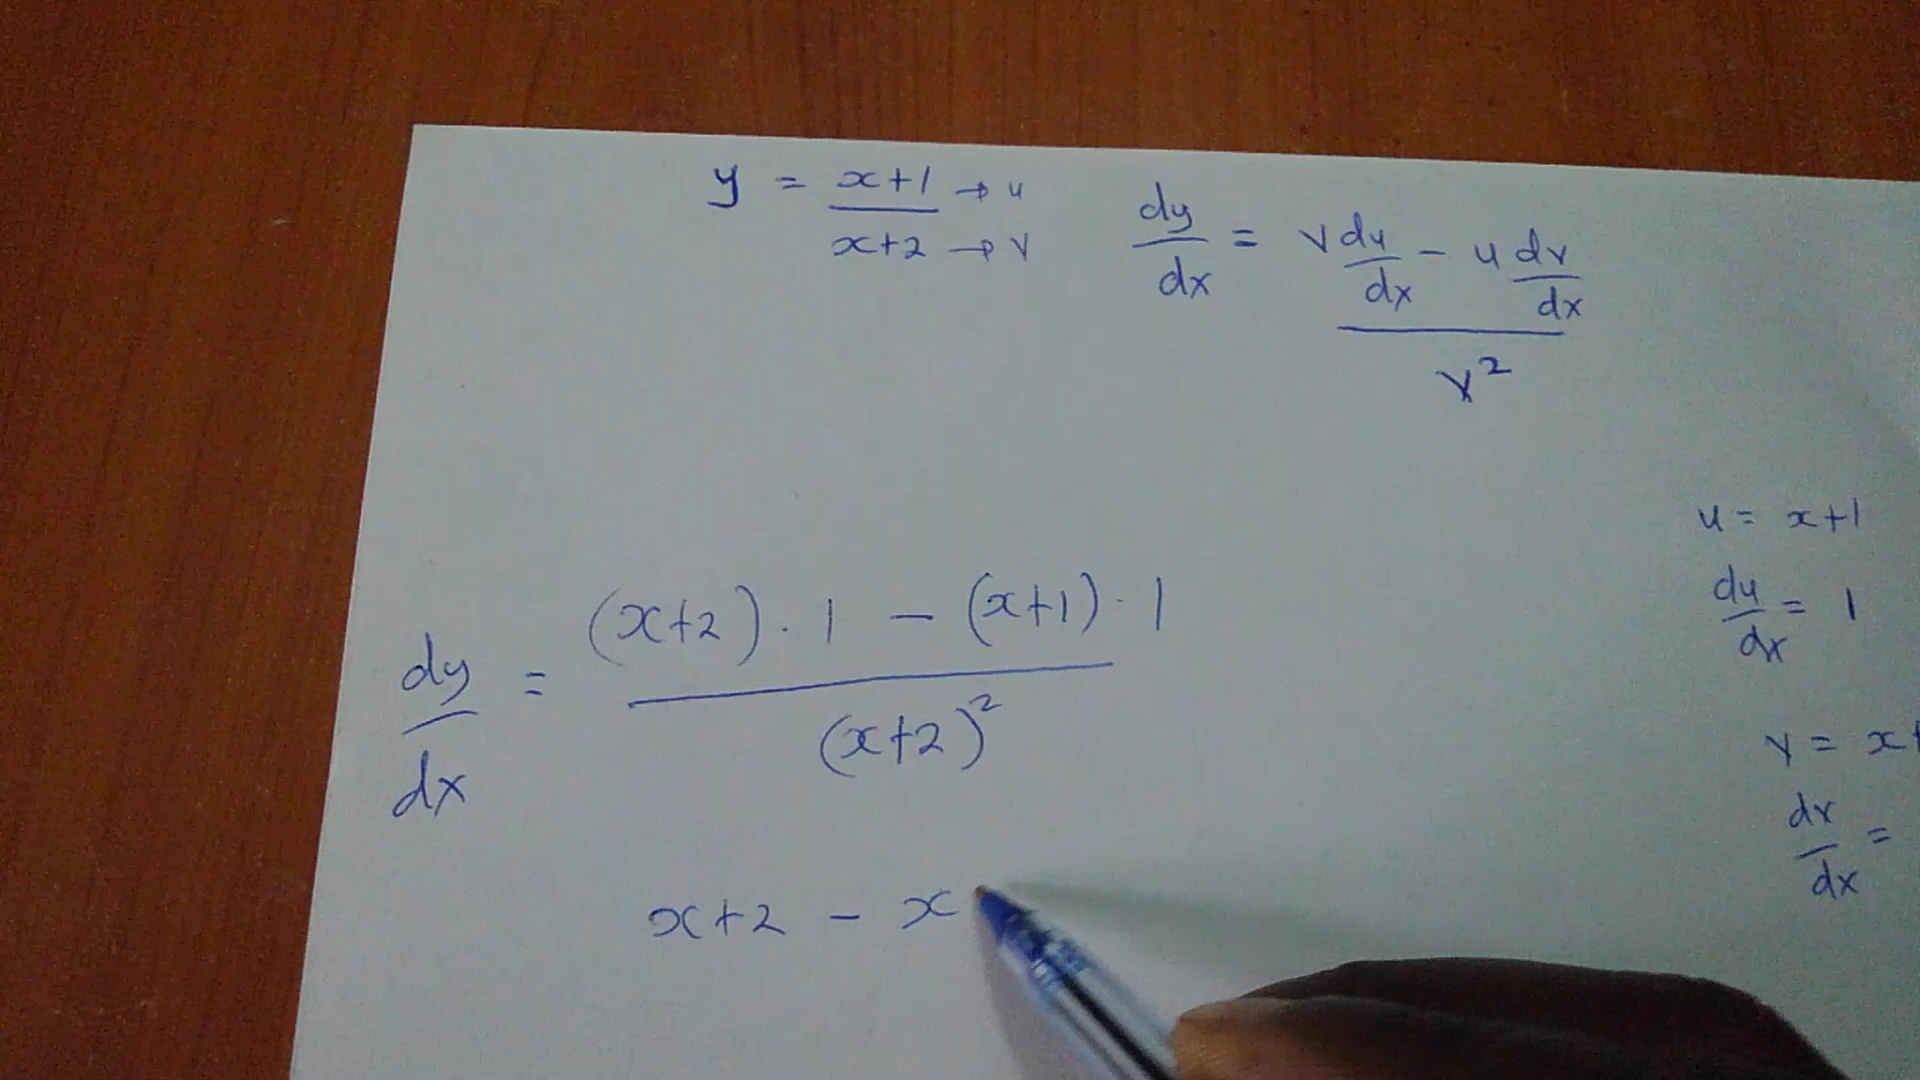 y = x+1 → u
x+2 → v
dy/dx = v du/dx - u dv/dx
v²
u = x+1
du/dx = 1
dy/dx = (x+2) . 1 - (x+1) . 1
(x+2)²
v = x+
dv/dx =
x+2 - x